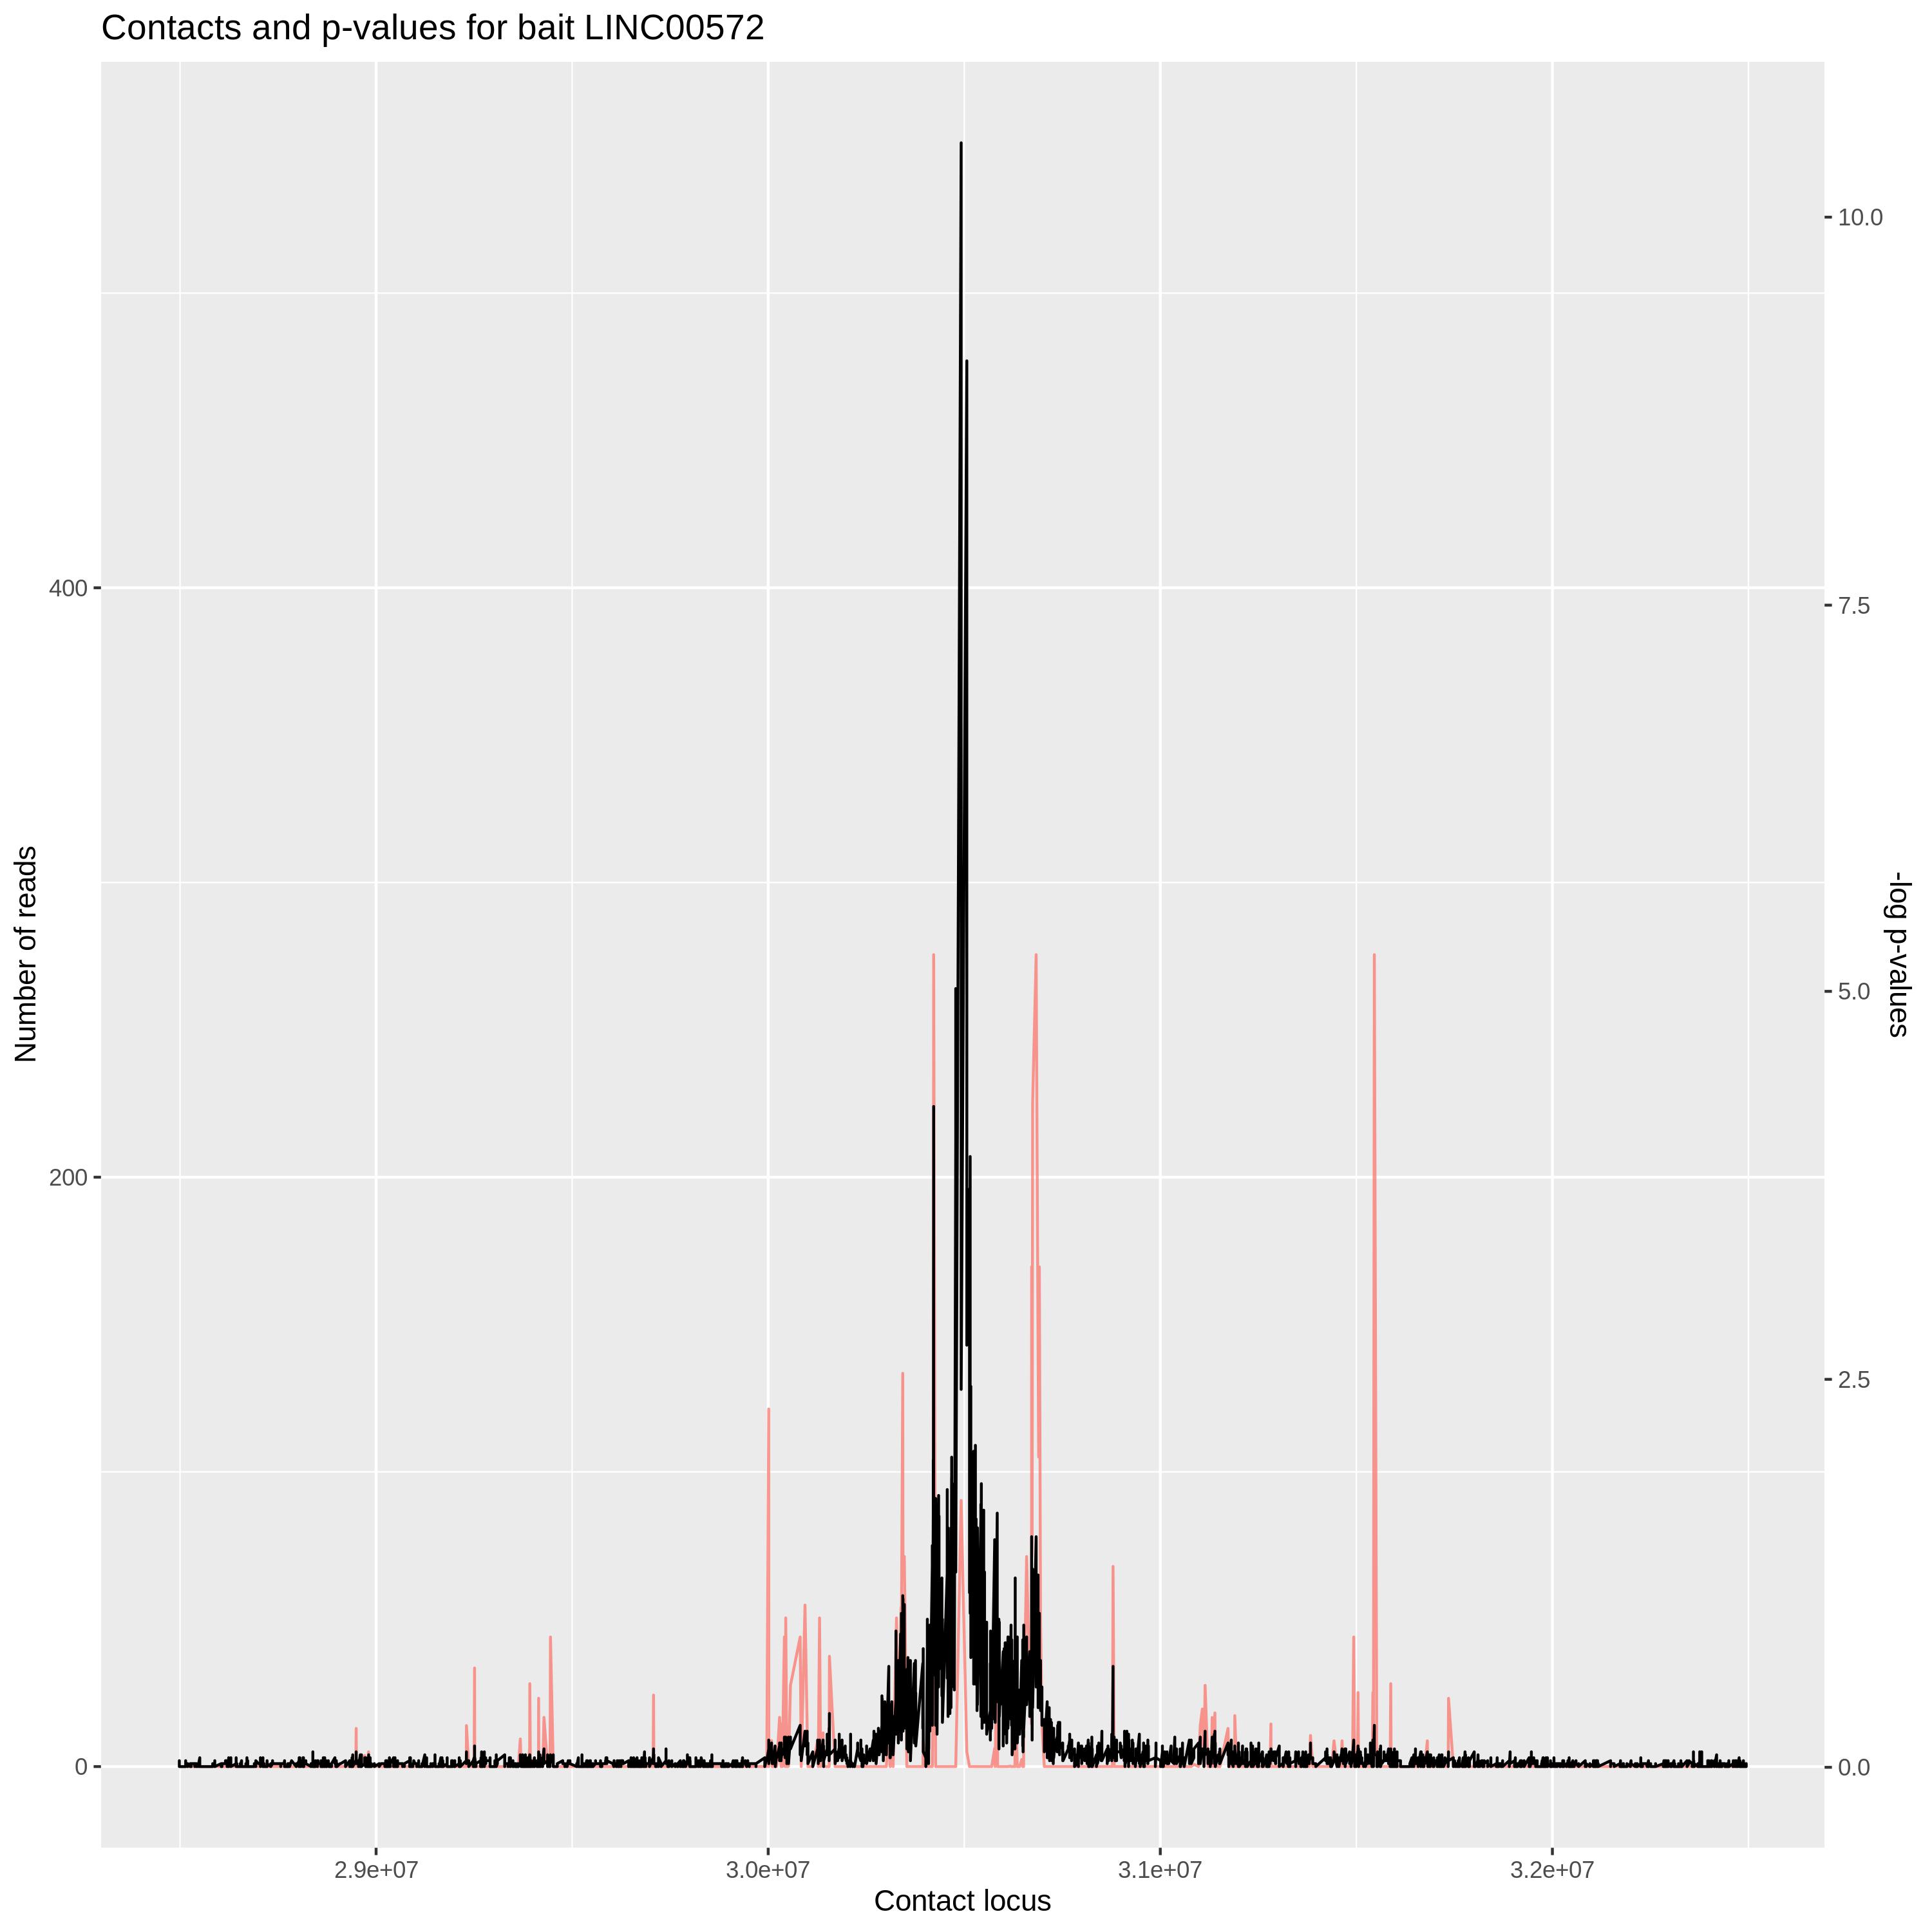 Contacts and p-values for bait LINC00572
Number of reads
400
200
0
10.0
7.5
5.0
2.5
0.0
-log p-values
2.9e+07
3.0e+07
3.1e+07
3.2e+07
Contact locus